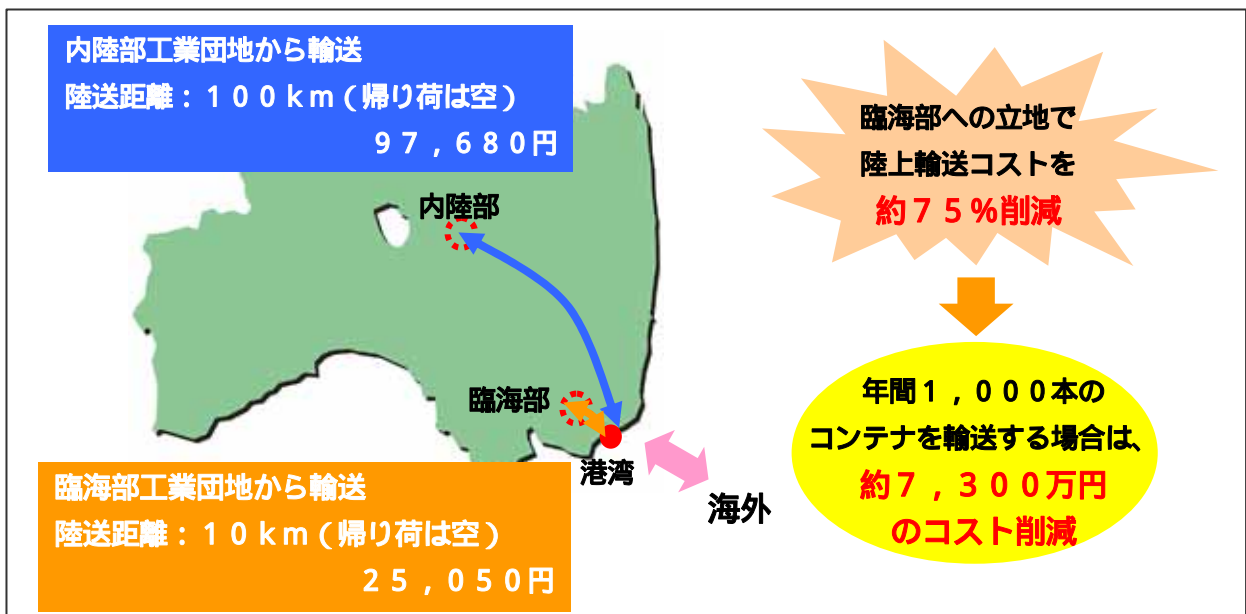 内陸部工業団地から輸送
陸送距離：１００ｋｍ（帰り荷は空）
９７，６８０円
内陸部
臨海部
港湾
海外
臨海部工業団地から輸送
陸送距離：１０ｋｍ（帰り荷は空）
２５，０５０円
臨海部への立地で
陸上輸送コストを
約７５％削減
年間１，０００本の
コンテナを輸送する場合は、
約７，３００万円
のコスト削減